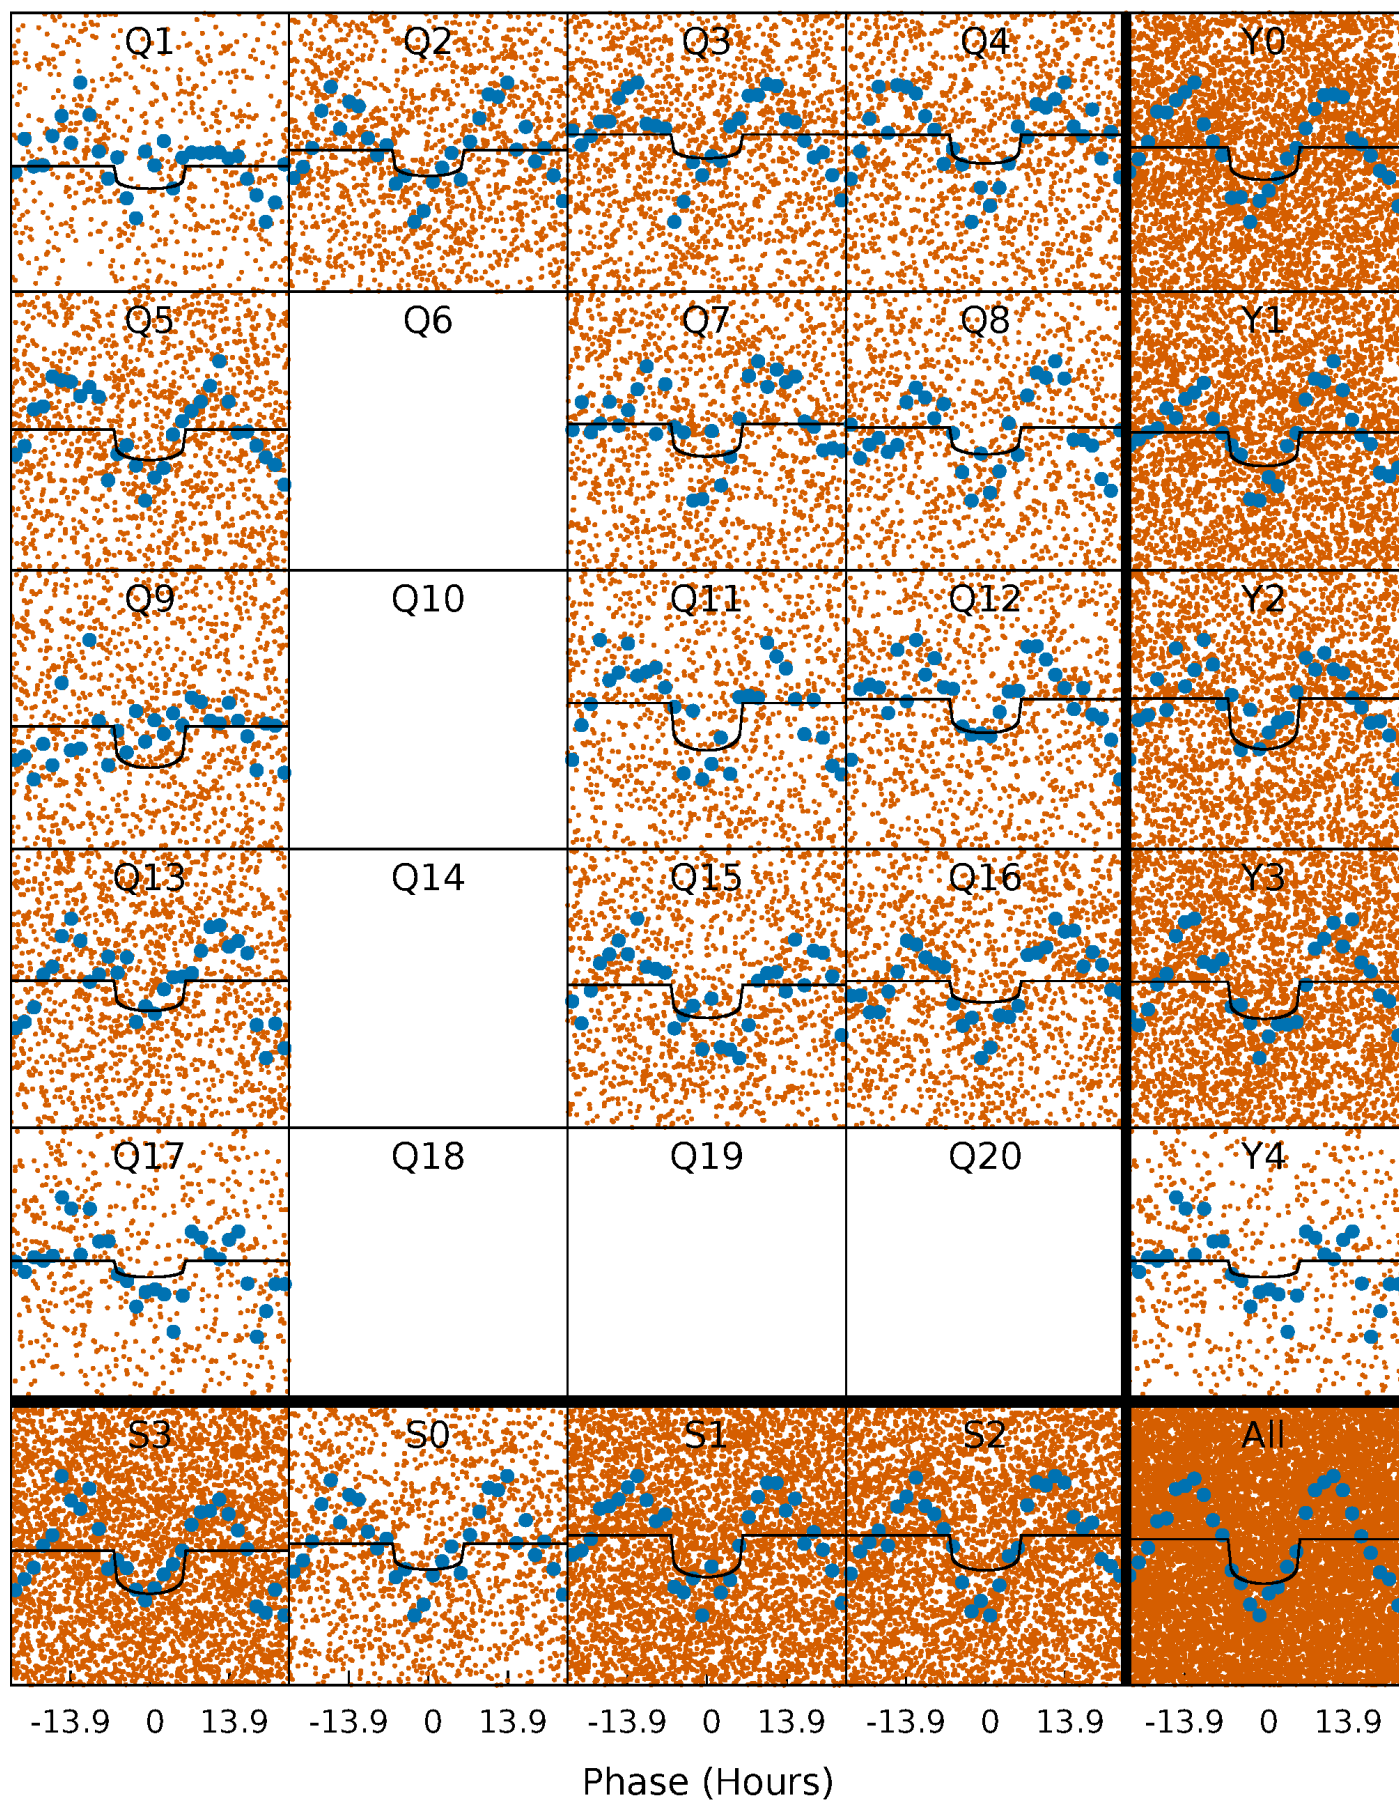 Q1 Q2 Q3 Q4 Y0
Q5 Q6 Q7 Q8 Y1
Q9 Q10 Q11 Q12 Y2
Q13 Q14 Q15 Q16 Y3
Q17 Q18 Q19 Q20 Y4
S3 S0 S1 S2 All
-13.9 0 13.9 -13.9 0 13.9 -13.9 0 13.9 -13.9 0 13.9 -13.9 0 13.9
Phase (Hours)